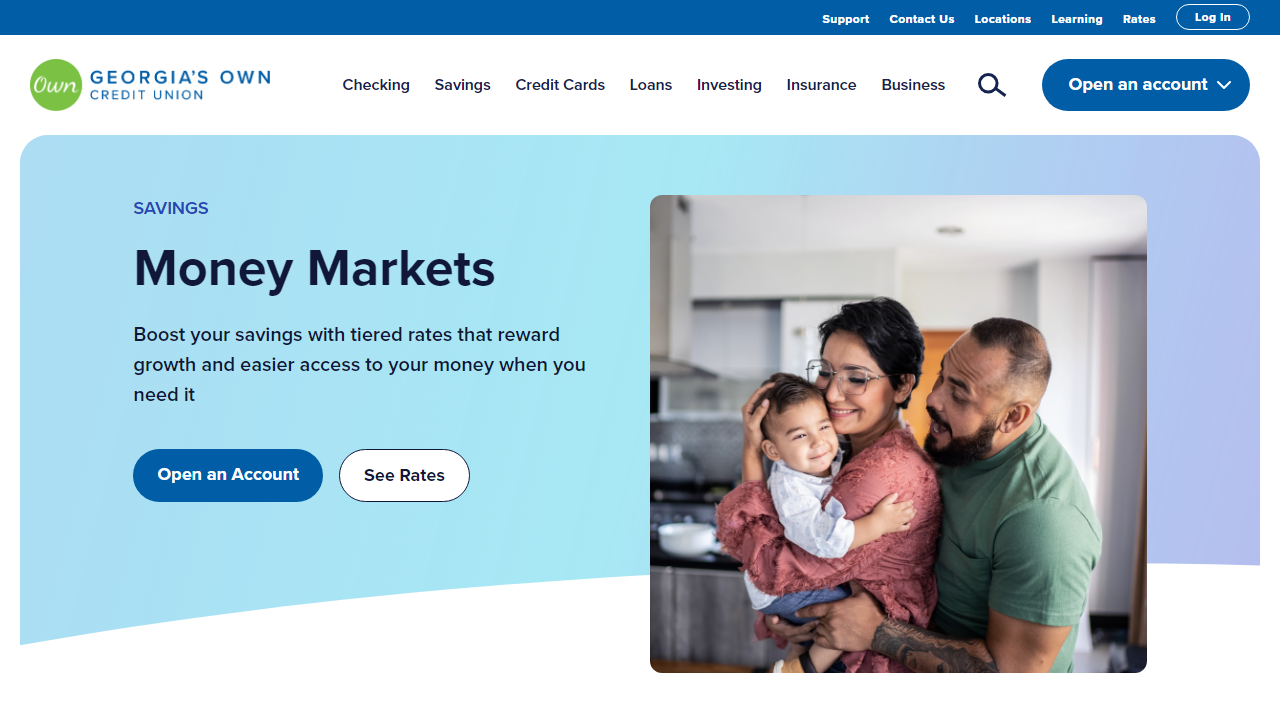 Support Contact Us Locations Learning Rates Log In
Own GEORGIA'S OWN
CREDIT UNION
Checking Savings Credit Cards Loans Investing Insurance Business Open an account
SAVINGS
Money Markets
Boost your savings with tiered rates that reward
growth and easier access to your money when you
need it
Open an Account See Rates